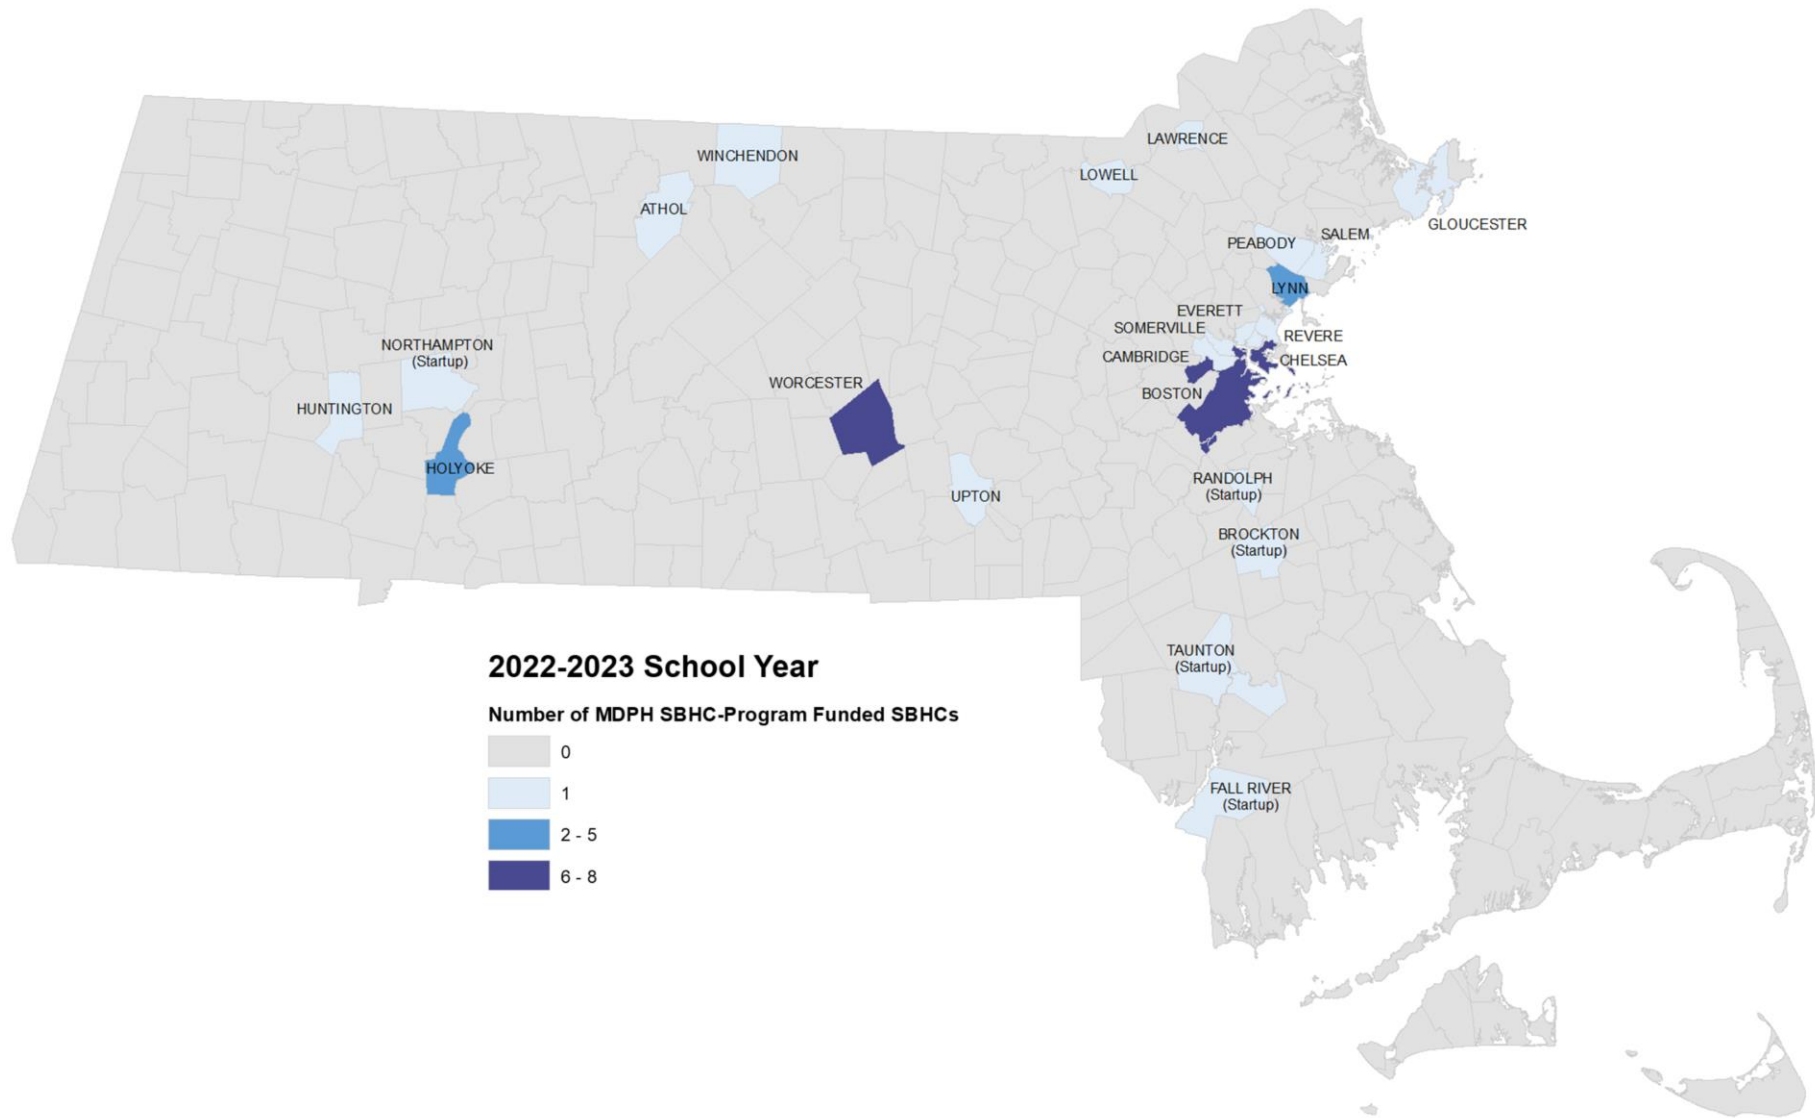 LAWRENCE
WINCHENDON
LOWELL
ATHOL
GLOUCESTER
SALEM
PEABODY
LYNN
EVERETT
SOMERVILLE
REVERE
NORTHAMPTON
(Startup)
CAMBRIDGE
CHELSEA
WORCESTER
BOSTON
HUNTINGTON
HOLYOKE
RANDOLPH
(Startup)
UPTON
BROCKTON
(Startup)
TAUNTON
(Startup)
2022-2023 School Year
Number of MDPH SBHC-Program Funded SBHCs
0
1
2 - 5
6 - 8
FALL RIVER
(Startup)